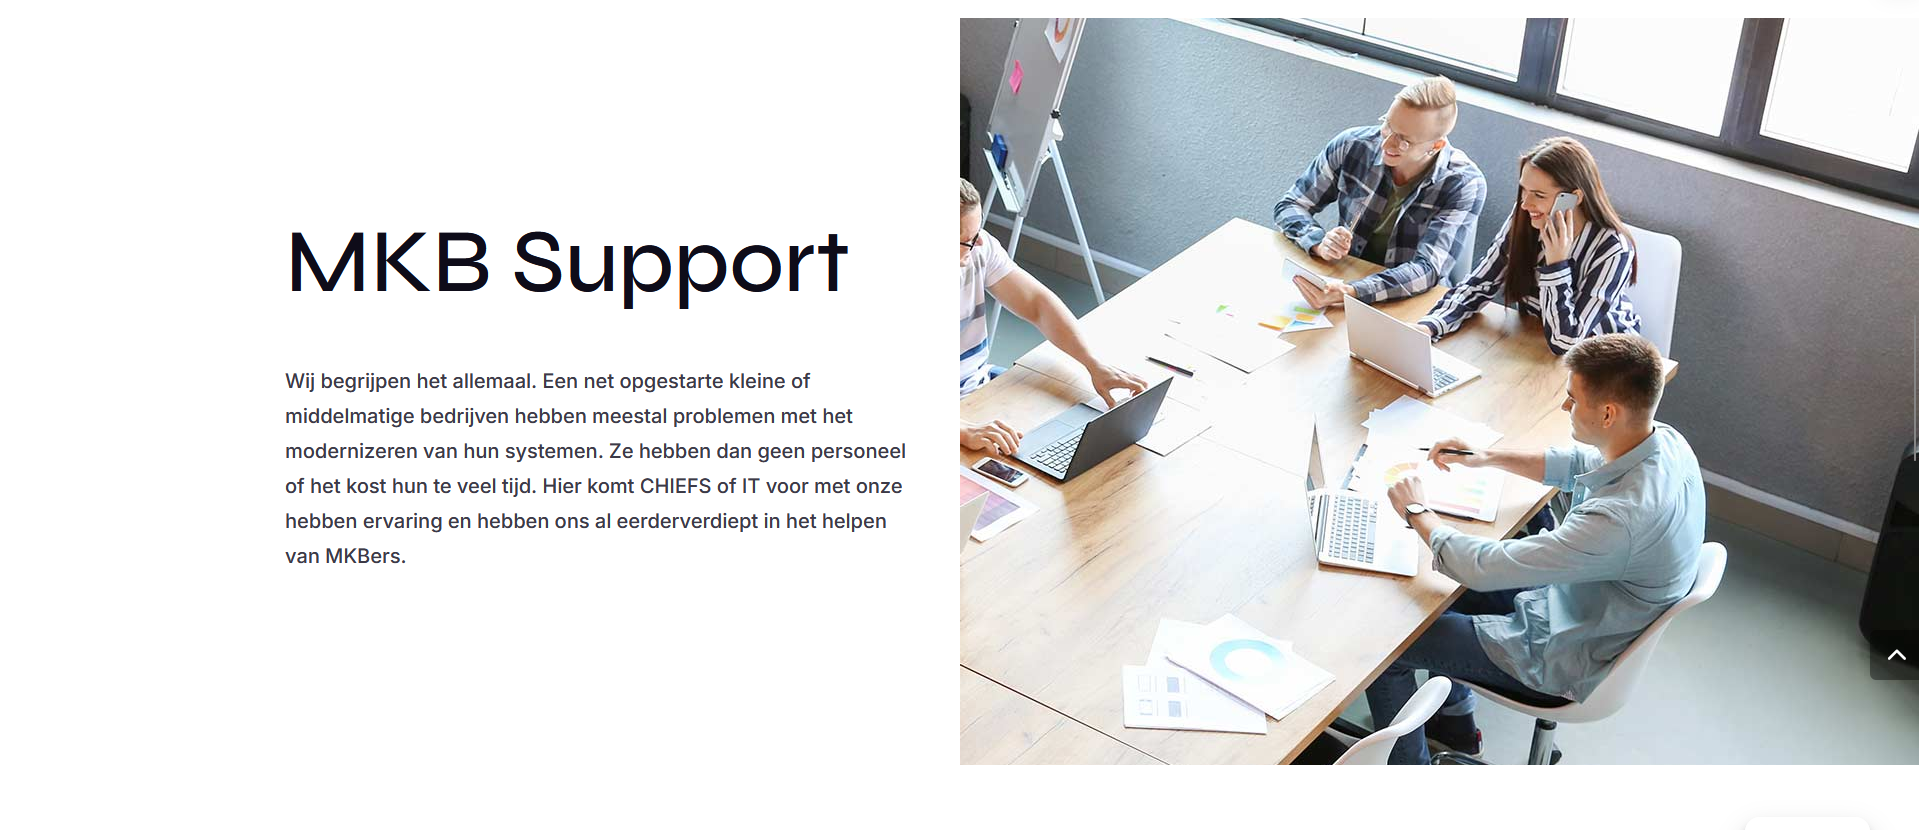 MKB Support
Wij begrijpen het allemaal. Een net opgestarte kleine of
middelmatige bedrijven hebben meestal problemen met het
modernizeren van hun systemen. Ze hebben dan geen personeel
of het kost hun te veel tijd. Hier komt CHIEFS of IT voor met onze
hebben ervaring en hebben ons al eerderverdiept in het helpen
van MKBers.